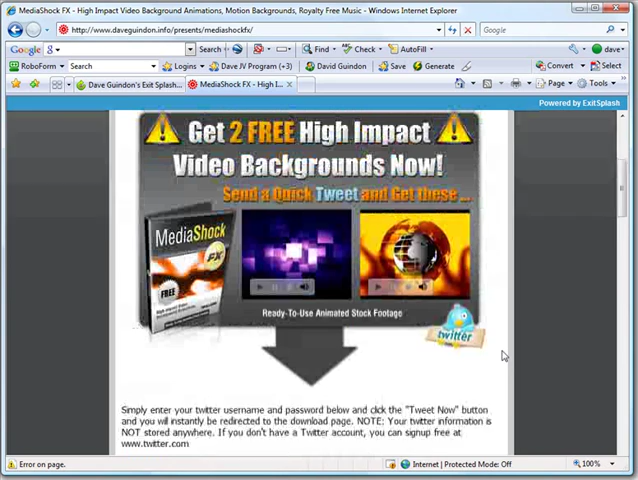 MediaShock FX - High Impact Video Background Animations, Motion Backgrounds, Royalty Free Music - Windows Internet Explorer
http://www.daveguindon.info/presents/mediashockfx/
Google
Google
Search
Find
Check
AutoFill
dave
RoboForm
Search
Logins
Dave JV Program (+3)
David Guindon
Save
Generate
Convert
Select
Dave Guindon's Exit Splash...
MediaShock FX - High I...
Page
Tools
Powered by ExitSplash
Get 2 FREE High Impact
Video Backgrounds Now!
Send a Quick Tweet and Get these ...
MediaShock
FX
FREE
Ready-To-Use Animated Stock Footage
twitter
Simply enter your twitter username and password below and click the "Tweet Now" button
and you will instantly be redirected to the download page. NOTE: Your twitter information is
NOT stored anywhere. If you don't have a Twitter account, you can signup free at
www.twitter.com
Error on page.
Internet | Protected Mode: Off
100%